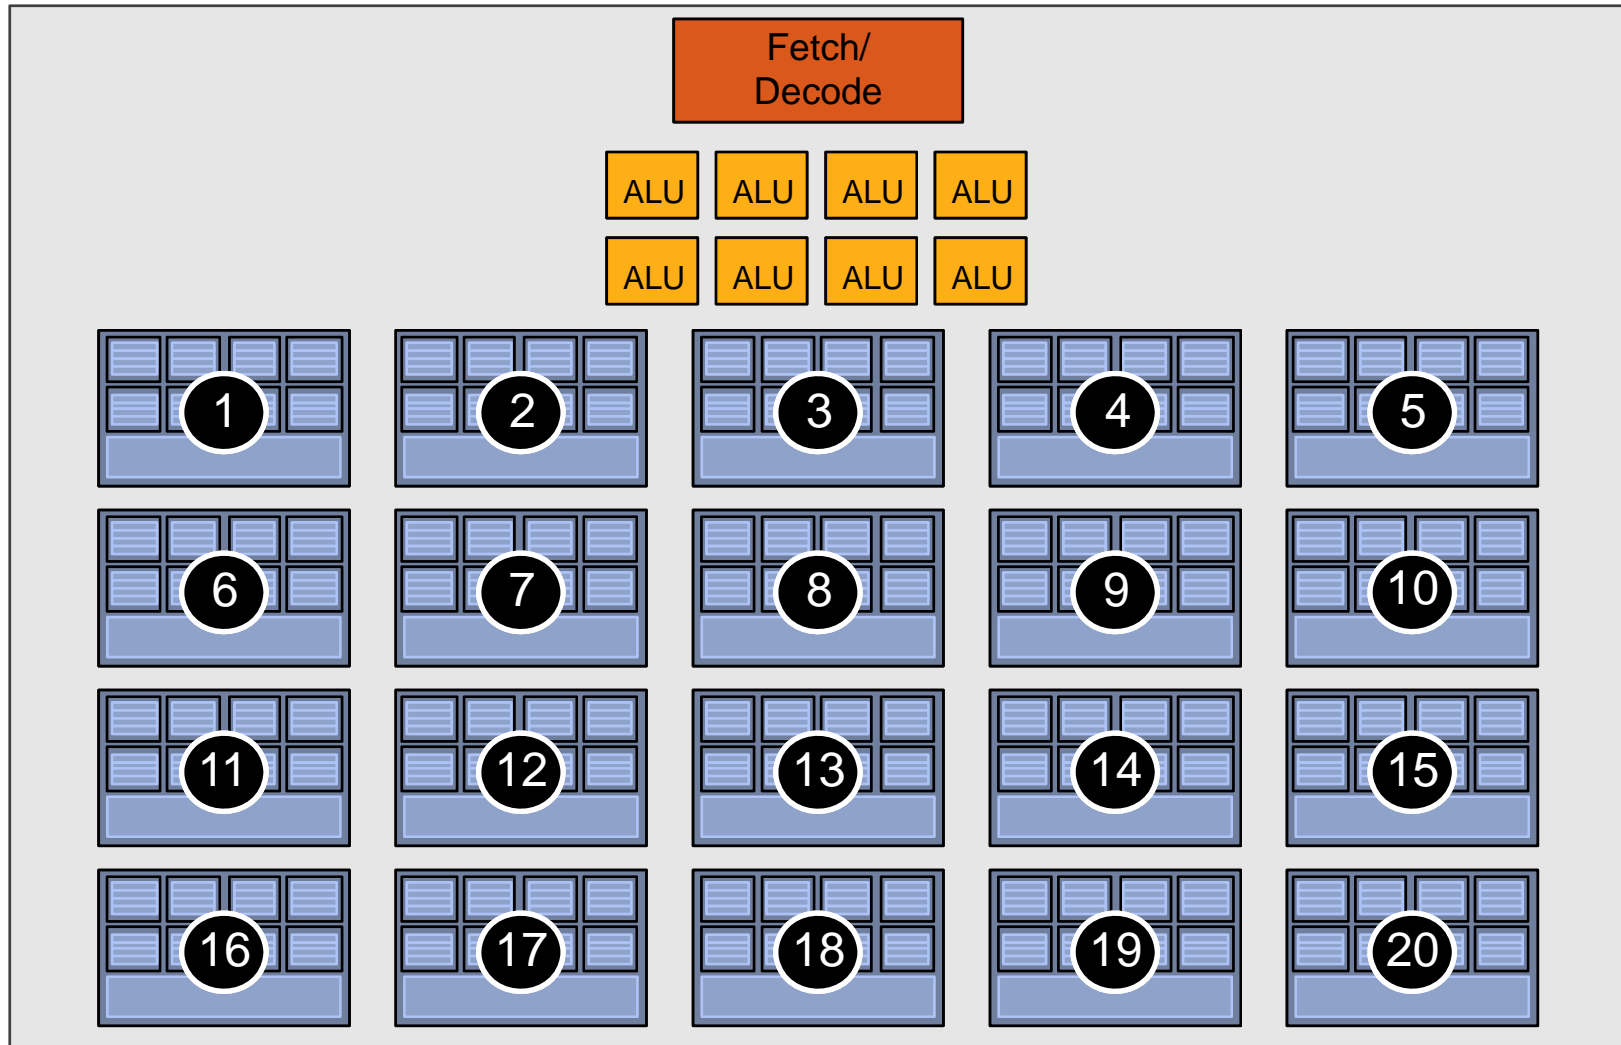 Fetch/
Decode
ALU ALU ALU ALU
ALU ALU ALU ALU
1 2 3 4 5
6 7 8 9 10
11 12 13 14 15
16 17 18 19 20